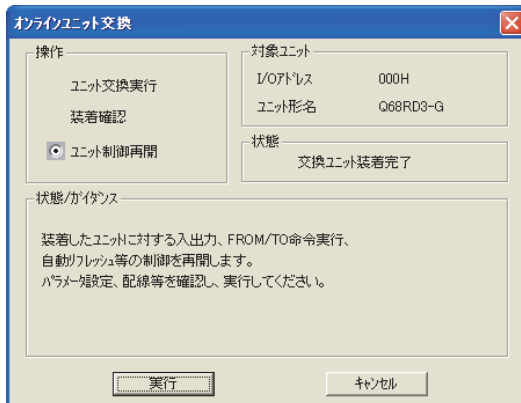 オンラインユニット交換
操作
ユニット交換実行
装着確認
ユニット制御再開
対象ユニット
I/Oアドレス 000H
ユニット形名 Q68RD3-G
状態
交換ユニット装着完了
状態/ガイダンス
装着したユニットに対する入出力、FROM/TO命令実行、
自動リフレッシュ等の制御を再開します。
パラメータ設定、配線等を確認し、実行してください。
実行 キャンセル